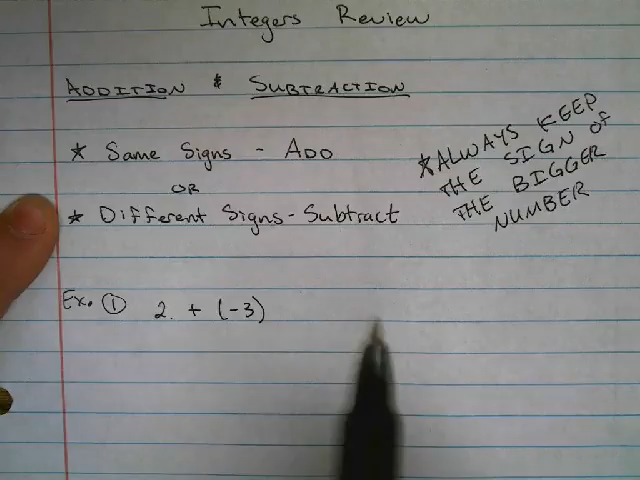 Integers Review
ADDITION & SUBTRACTION
* Same Signs - ADD
OR
* Different Signs - Subtract
*ALWAYS KEEP
THE SIGN OF
THE BIGGER
NUMBER
Ex. ① 2 + (-3)